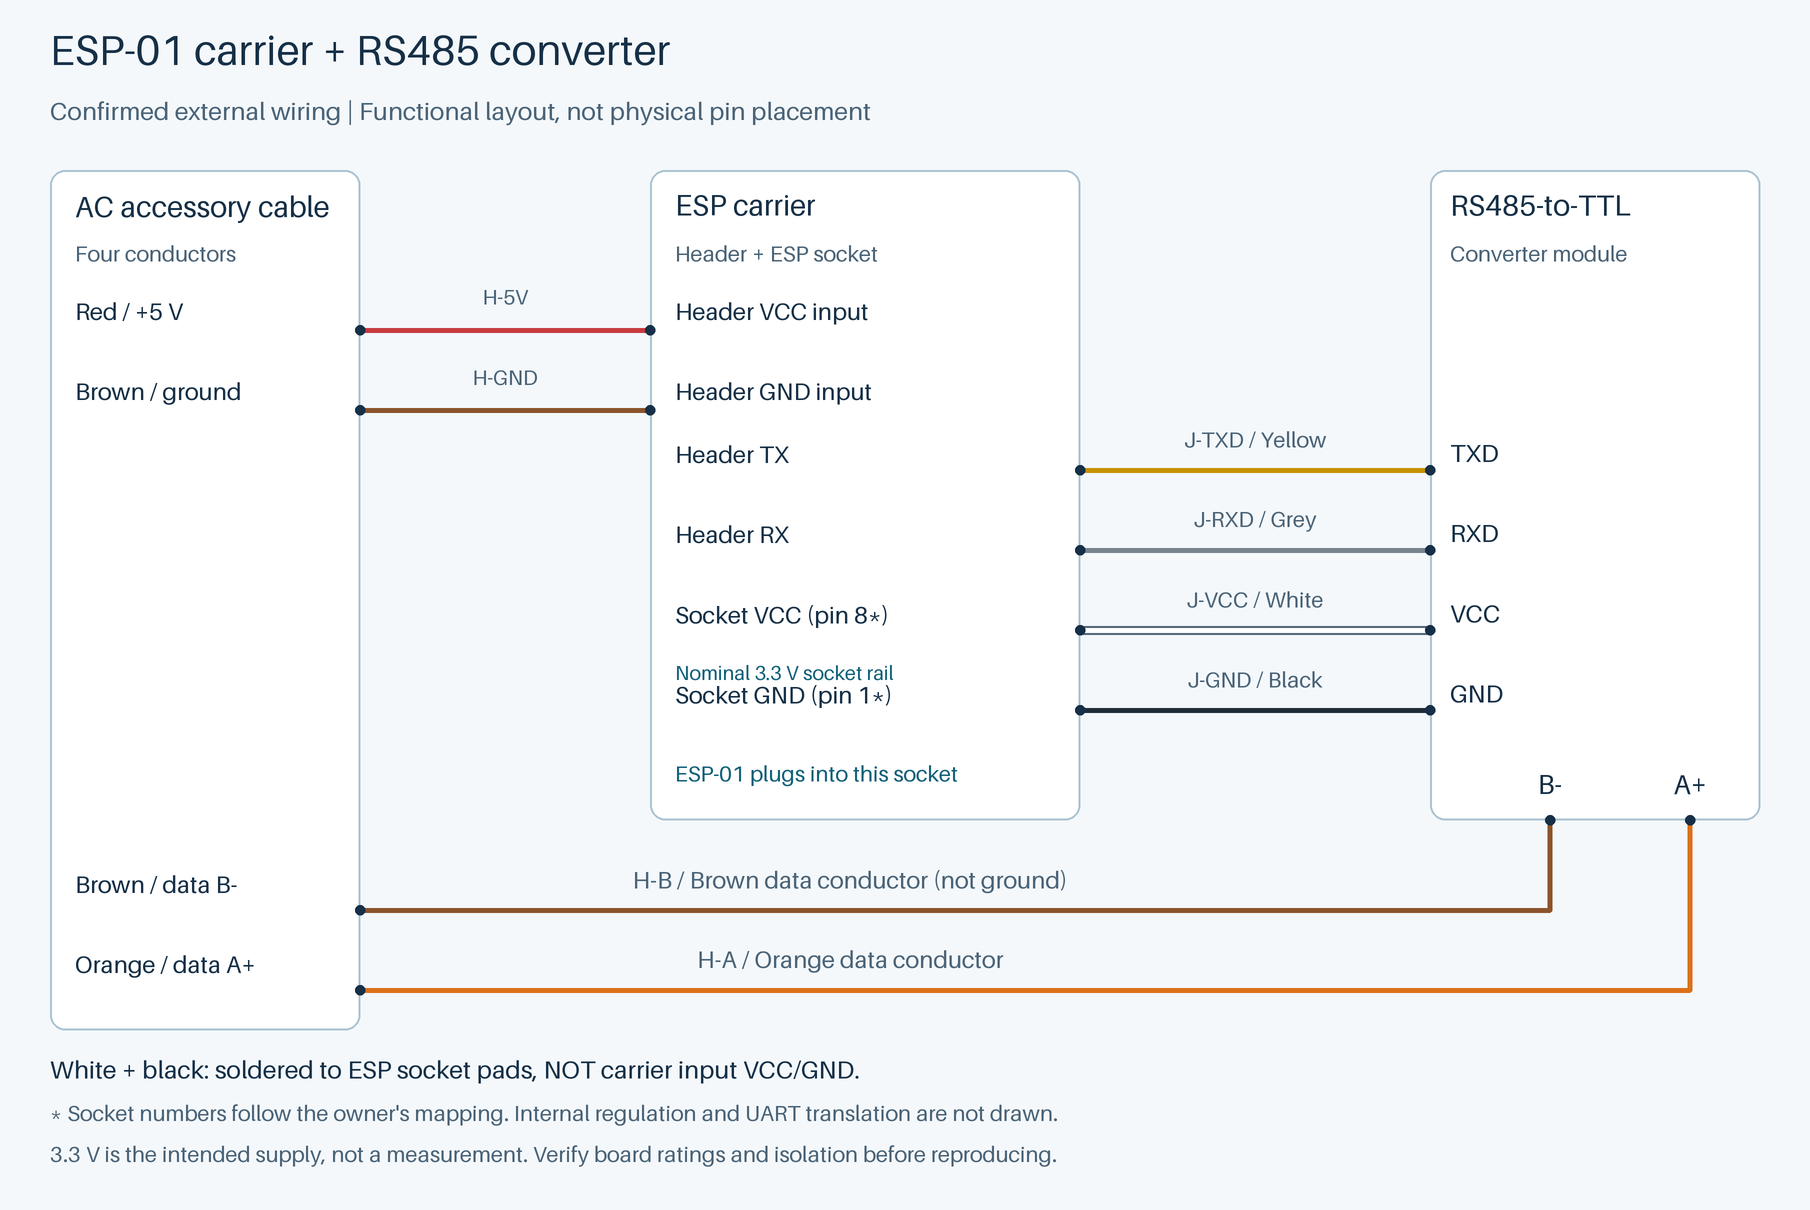 ESP-01 carrier + RS485 converter
Confirmed external wiring | Functional layout, not physical pin placement
AC accessory cable
Four conductors
Red / +5 V
Brown / ground
Brown / data B-
Orange / data A+
H-5V
H-GND
ESP carrier
Header + ESP socket
Header VCC input
Header GND input
Header TX
Header RX
Socket VCC (pin 8*)
Nominal 3.3 V socket rail
Socket GND (pin 1*)
ESP-01 plugs into this socket
J-TXD / Yellow
J-RXD / Grey
J-VCC / White
J-GND / Black
RS485-to-TTL
Converter module
TXD
RXD
VCC
GND
B-
A+
H-B / Brown data conductor (not ground)
H-A / Orange data conductor
White + black: soldered to ESP socket pads, NOT carrier input VCC/GND.
* Socket numbers follow the owner's mapping. Internal regulation and UART translation are not drawn.
3.3 V is the intended supply, not a measurement. Verify board ratings and isolation before reproducing.